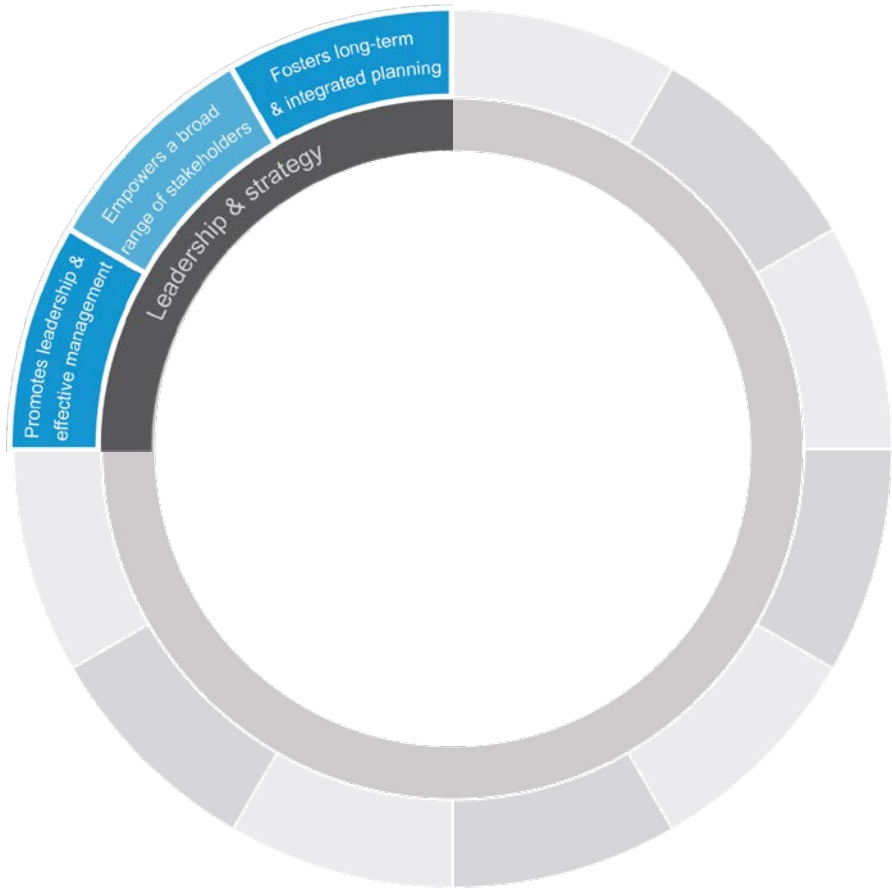 Fosters long-term
& integrated planning
Empowers a broad
range of stakeholders
Promotes leadership &
effective management
Leadership & strategy